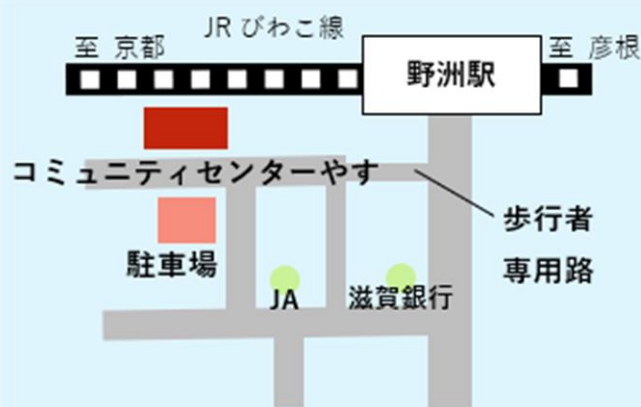 JR びわこ線
至 京都
野洲駅
至 彦根
コミュニティセンターやす
歩行者
専用路
駐車場
JA
滋賀銀行